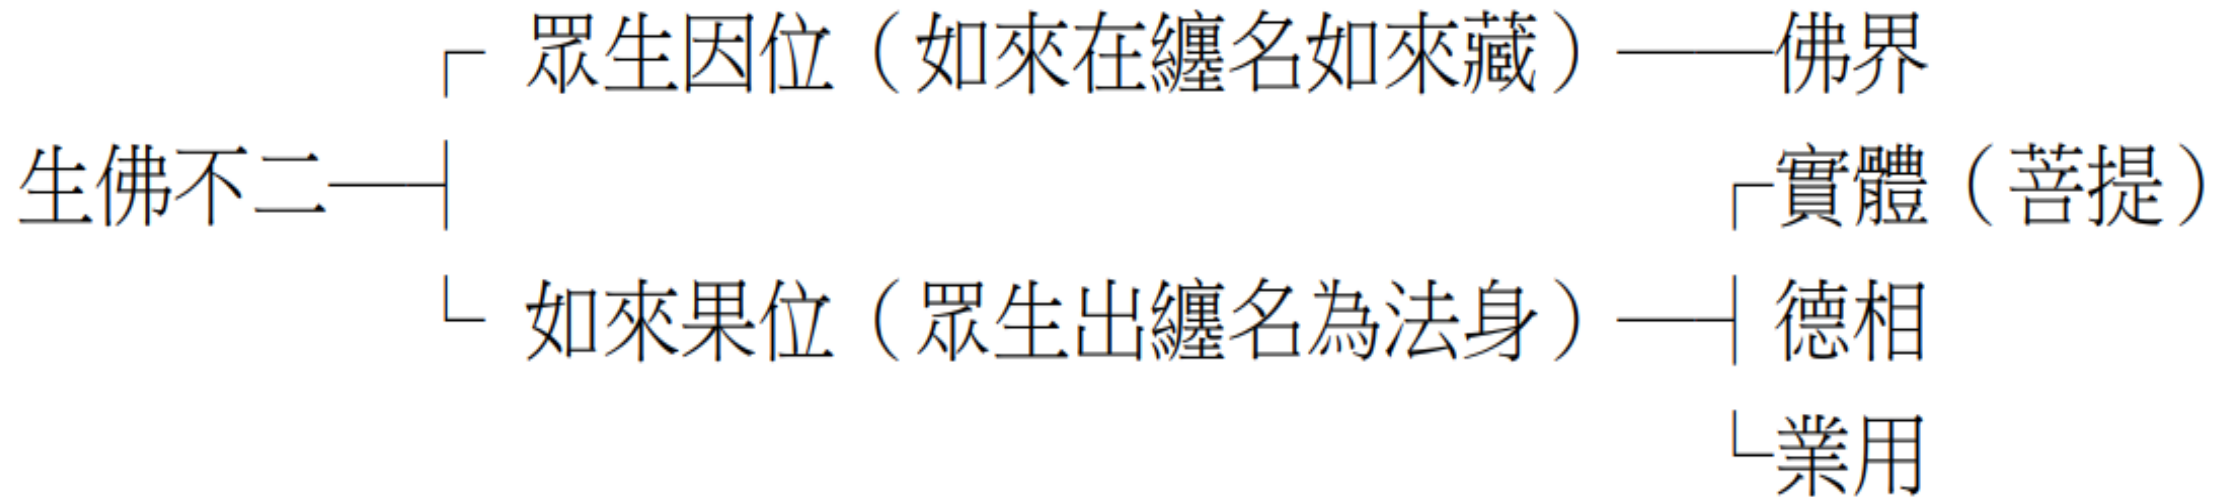 ┌ 眾生因位（如來在纏名如來藏）——佛界
生佛不二—┤ ┌實體（菩提）
└ 如來果位（眾生出纏名為法身）—┤德相
└業用